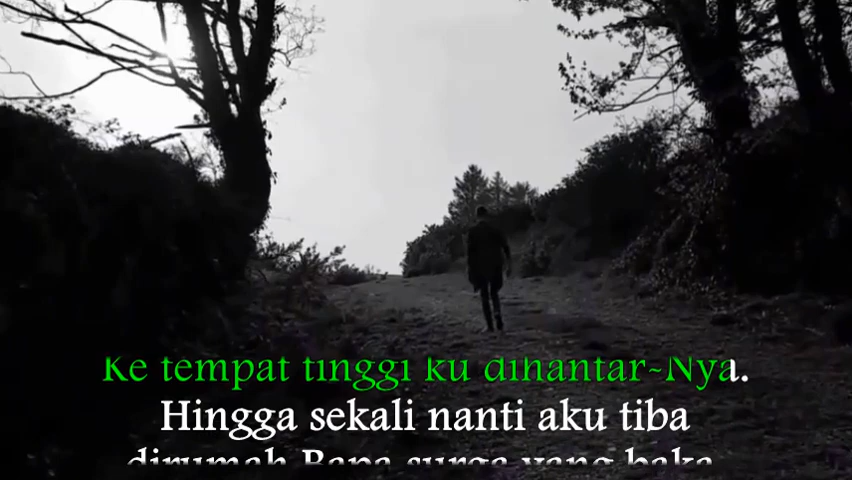 Ke tempat tinggi ku dihantar-Nya.
Hingga sekali nanti aku tiba
dirumah Bapa surga yang baka